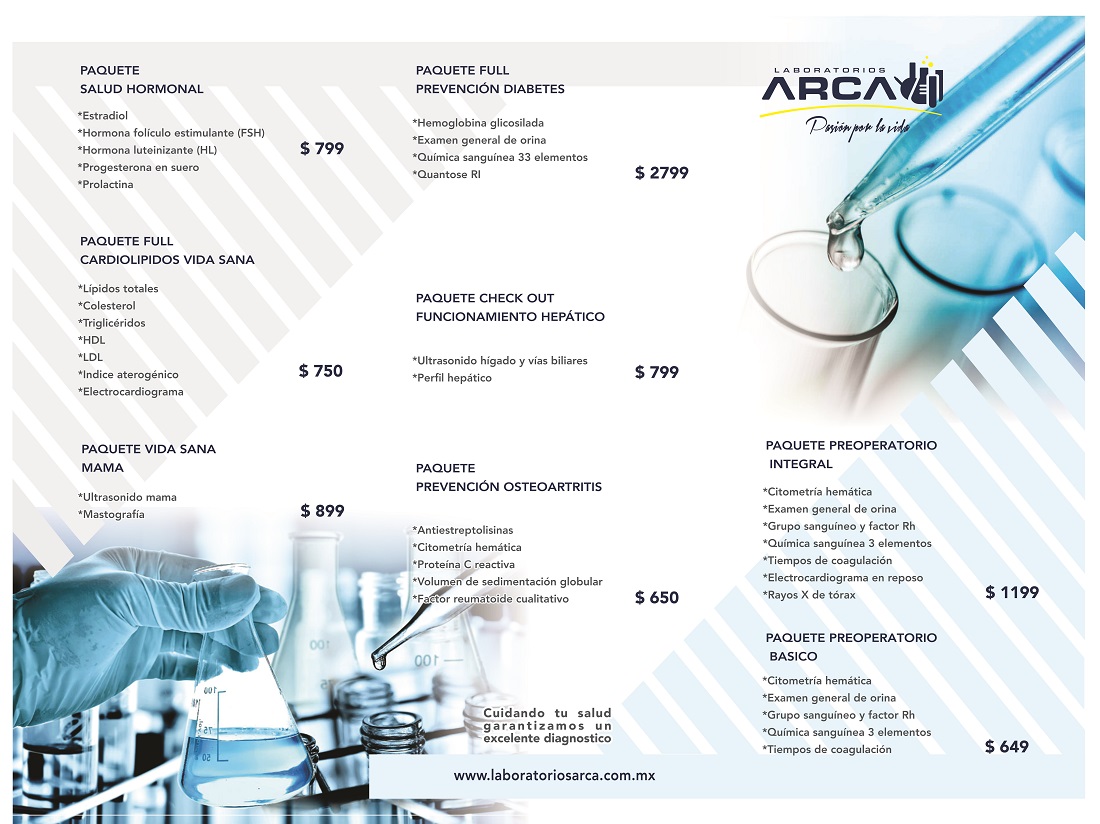 PAQUETE
SALUD HORMONAL
*Estradiol
*Hormona folículo estimulante (FSH)
*Hormona luteinizante (HL)
*Progesterona en suero
*Prolactina
$ 799
PAQUETE FULL
CARDIOLIPIDOS VIDA SANA
*Lípidos totales
*Colesterol
*Triglicéridos
*HDL
*LDL
*Indice aterogénico
*Electrocardiograma
$ 750
PAQUETE VIDA SANA
MAMA
*Ultrasonido mama
*Mastografía
$ 899
PAQUETE FULL
PREVENCIÓN DIABETES
*Hemoglobina glicosilada
*Examen general de orina
*Química sanguínea 33 elementos
*Quantose RI
$ 2799
PAQUETE CHECK OUT
FUNCIONAMIENTO HEPÁTICO
*Ultrasonido hígado y vías biliares
*Perfil hepático
$ 799
PAQUETE
PREVENCIÓN OSTEOARTRITIS
*Antiestreptolisinas
*Citometría hemática
*Proteína C reactiva
*Volumen de sedimentación globular
*Factor reumatoide cualitativo
$ 650
Cuidando tu salud
garantizamos un
excelente diagnostico
www.laboratoriosarca.com.mx
LABORATORIOS
ARCA
Pasión por la vida
PAQUETE PREOPERATORIO
INTEGRAL
*Citometría hemática
*Examen general de orina
*Grupo sanguíneo y factor Rh
*Química sanguínea 3 elementos
*Tiempos de coagulación
*Electrocardiograma en reposo
*Rayos X de tórax
$ 1199
PAQUETE PREOPERATORIO
BASICO
*Citometría hemática
*Examen general de orina
*Grupo sanguíneo y factor Rh
*Química sanguínea 3 elementos
*Tiempos de coagulación
$ 649
100
75
50
100
100